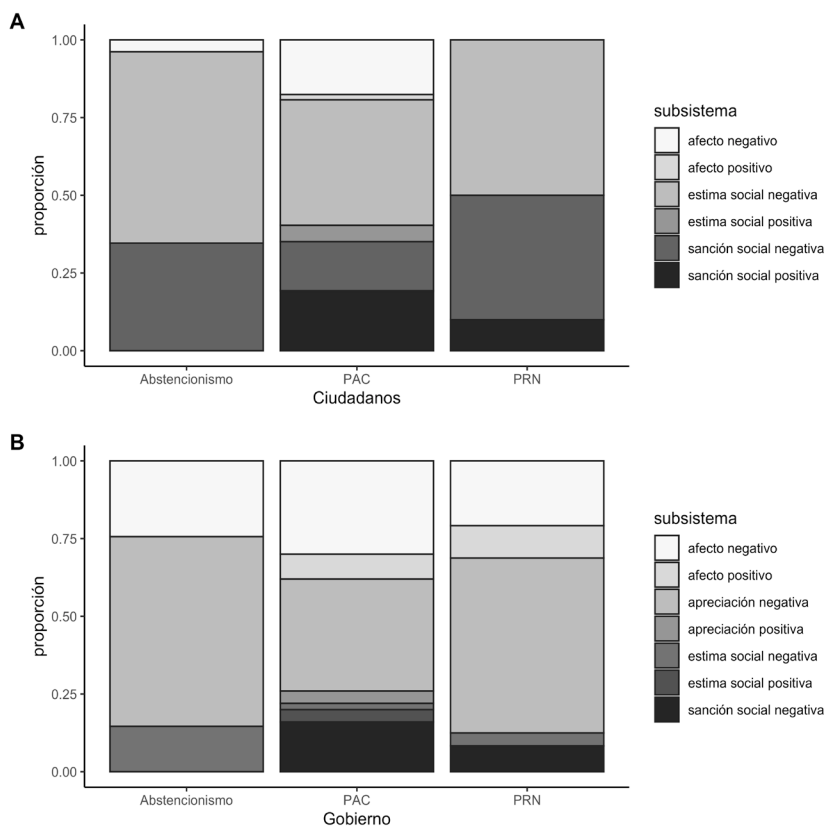 A
1.00
0.75
0.50
0.25
0.00
proporción
Abstencionismo PAC PRN
Ciudadanos
subsistema
afecto negativo
afecto positivo
estima social negativa
estima social positiva
sanción social negativa
sanción social positiva
B
1.00
0.75
0.50
0.25
0.00
proporción
Abstencionismo PAC PRN
Gobierno
subsistema
afecto negativo
afecto positivo
apreciación negativa
apreciación positiva
estima social negativa
estima social positiva
sanción social negativa